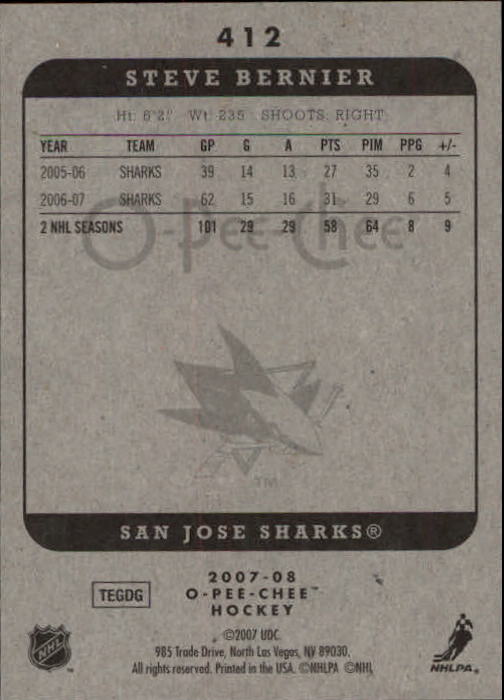 412
STEVE BERNIER
Ht: 6'2" Wt: 235 SHOOTS: RIGHT
YEAR TEAM GP G A PTS PIM PPG +/-
2005-06 SHARKS 39 14 13 27 35 2 4
2006-07 SHARKS 62 15 16 31 29 6 5
2 NHL SEASONS 101 29 29 58 64 8 9
O-Pee-Chee
TM
SAN JOSE SHARKS®
2007-08
TEGDG O-PEE-CHEE™
HOCKEY
©2007 UDC.
985 Trade Drive, North Las Vegas, NV 89030.
All rights reserved. Printed in the USA. ©NHLPA ©NHL
NHL
NHLPA